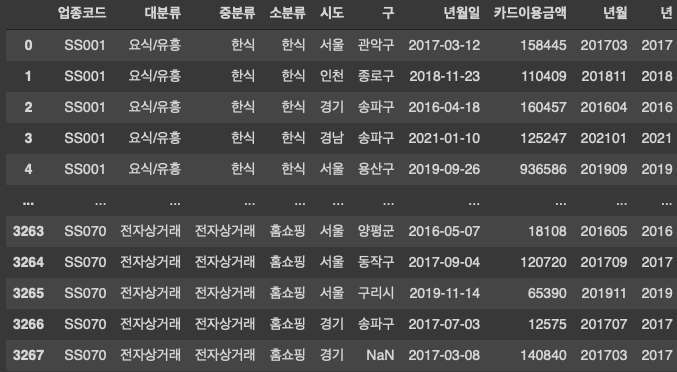 업종코드 대분류 중분류 소분류 시도 구 년월일 카드이용금액 년월 년
0 SS001 요식/유흥 한식 한식 서울 관악구 2017-03-12 158445 201703 2017
1 SS001 요식/유흥 한식 한식 인천 종로구 2018-11-23 110409 201811 2018
2 SS001 요식/유흥 한식 한식 경기 송파구 2016-04-18 160457 201604 2016
3 SS001 요식/유흥 한식 한식 경남 송파구 2021-01-10 125247 202101 2021
4 SS001 요식/유흥 한식 한식 서울 용산구 2019-09-26 936586 201909 2019
... ... ... ... ... ... ... ... ... ... ...
3263 SS070 전자상거래 전자상거래 홈쇼핑 서울 양평군 2016-05-07 18108 201605 2016
3264 SS070 전자상거래 전자상거래 홈쇼핑 서울 동작구 2017-09-04 120720 201709 2017
3265 SS070 전자상거래 전자상거래 홈쇼핑 서울 구리시 2019-11-14 65390 201911 2019
3266 SS070 전자상거래 전자상거래 홈쇼핑 경기 송파구 2017-07-03 12575 201707 2017
3267 SS070 전자상거래 전자상거래 홈쇼핑 경기 NaN 2017-03-08 140840 201703 2017